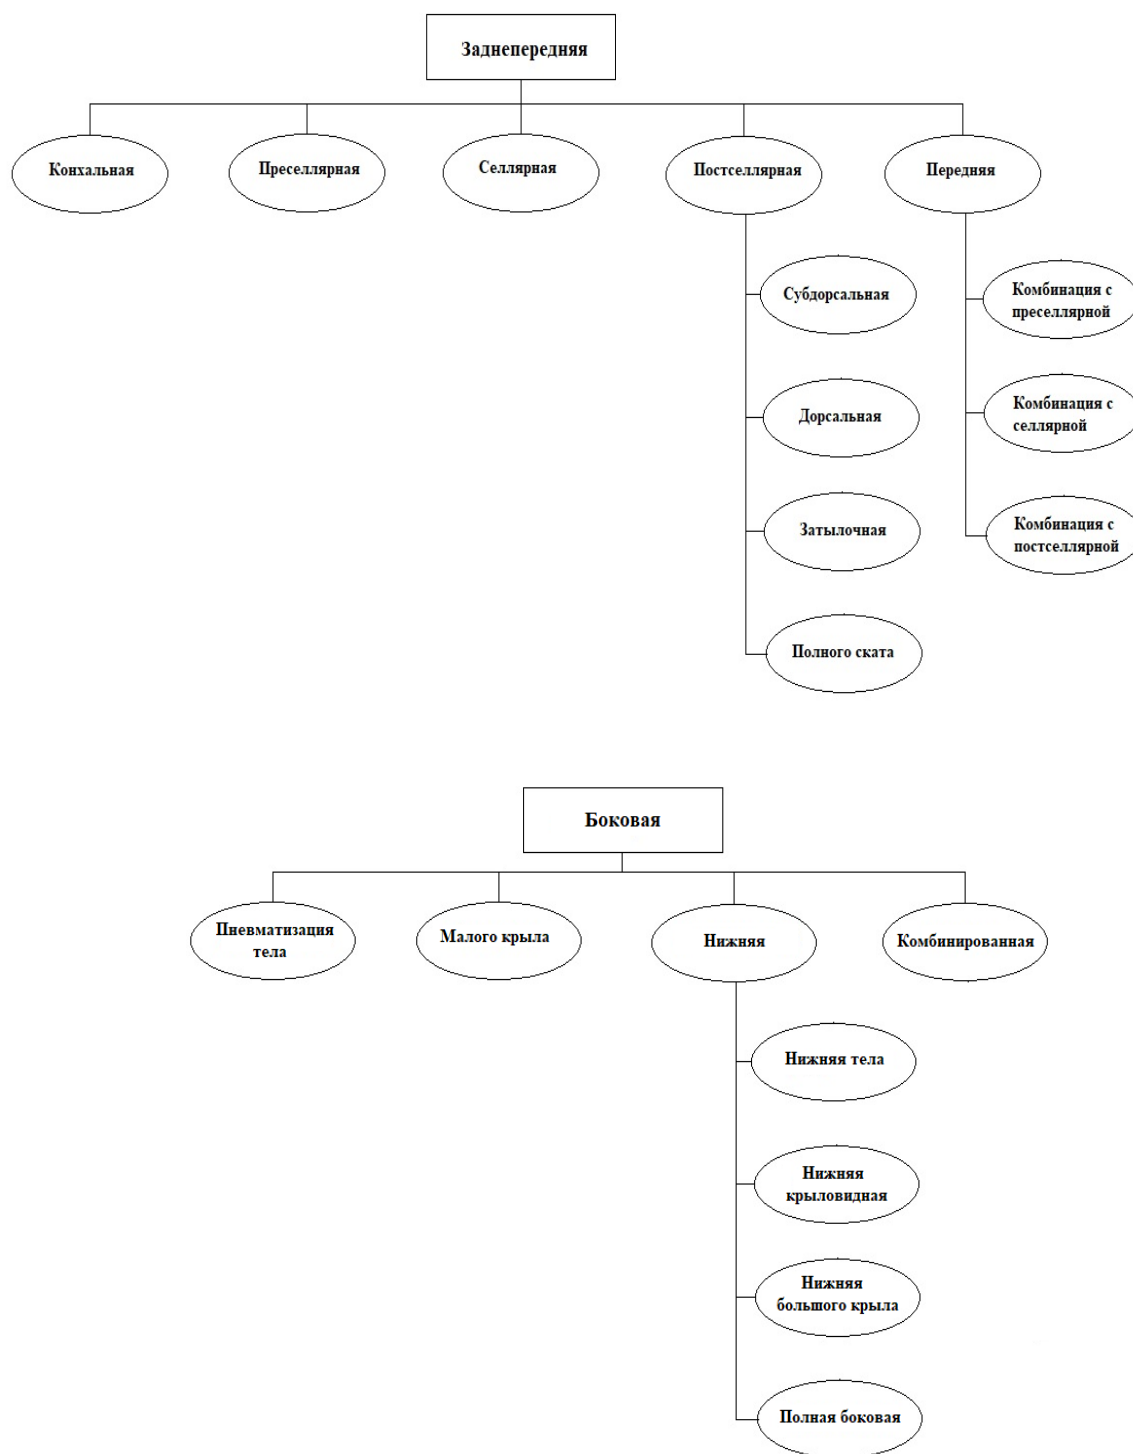 Заднепередняя
Конхальная
Преселлярная
Селлярная
Постселлярная
Передняя
Субдорсальная
Дорсальная
Затылочная
Полного ската
Комбинация с
преселлярной
Комбинация с
селлярной
Комбинация с
постселлярной
Боковая
Пневматизация
тела
Малого крыла
Нижняя
Комбинированная
Нижняя тела
Нижняя
крыловидная
Нижняя
большого крыла
Полная боковая